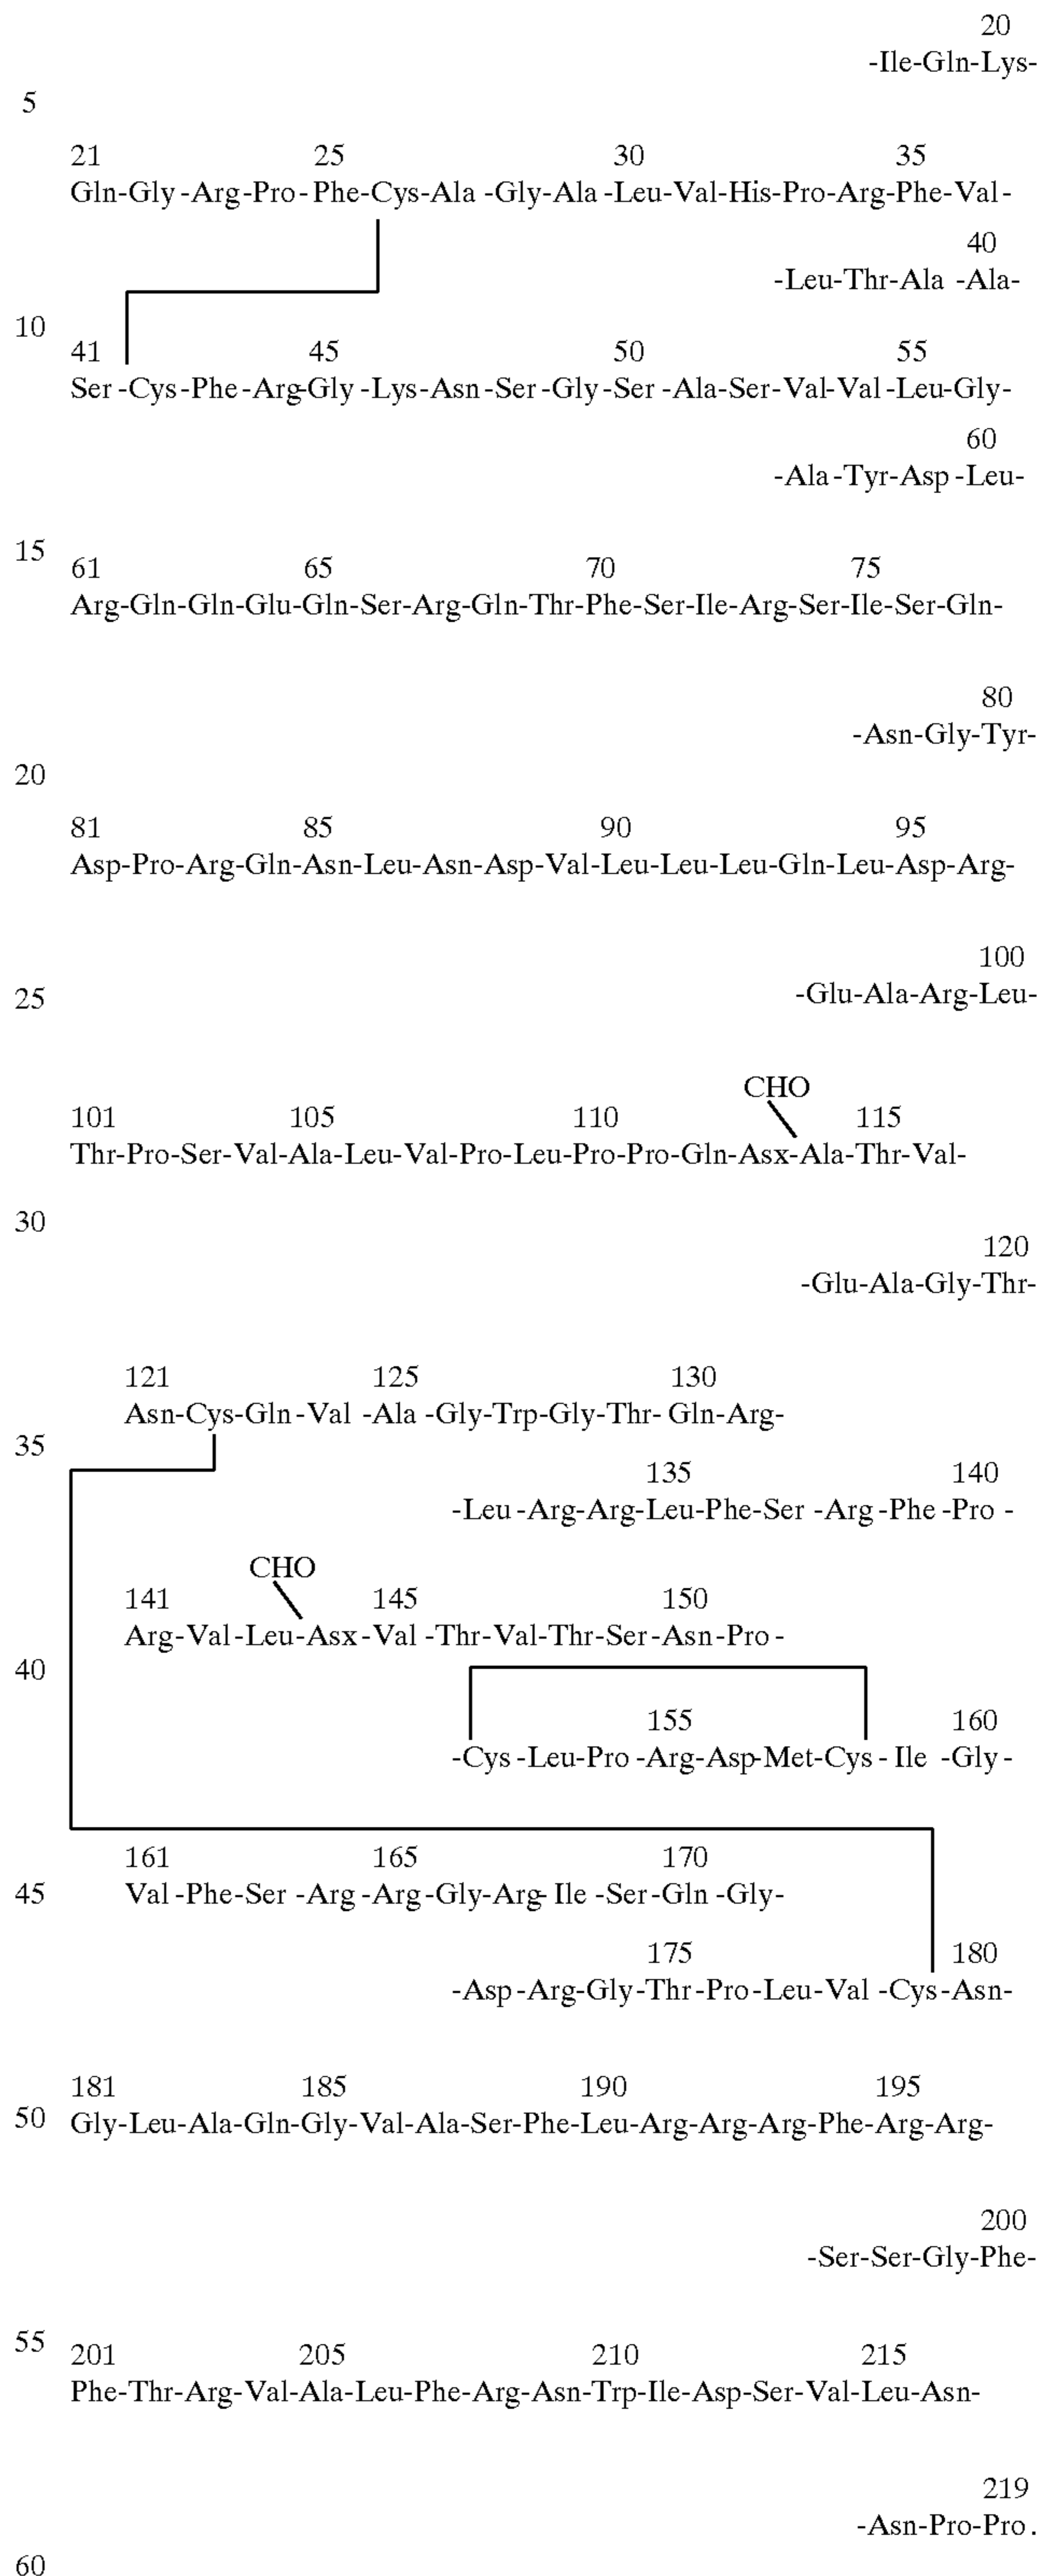 20
-Ile-Gln-Lys-
5
21 25 30 35
Gln-Gly-Arg-Pro-Phe-Cys-Ala-Gly-Ala-Leu-Val-His-Pro-Arg-Phe-Val-
40
-Leu-Thr-Ala-Ala-
10
41 45 50 55
Ser-Cys-Phe-Arg-Gly-Lys-Asn-Ser-Gly-Ser-Ala-Ser-Val-Val-Leu-Gly-
60
-Ala-Tyr-Asp-Leu-
15
61 65 70 75
Arg-Gln-Gln-Glu-Gln-Ser-Arg-Gln-Thr-Phe-Ser-Ile-Arg-Ser-Ile-Ser-Gln-
80
-Asn-Gly-Tyr-
20
81 85 90 95
Asp-Pro-Arg-Gln-Asn-Leu-Asn-Asp-Val-Leu-Leu-Leu-Gln-Leu-Asp-Arg-
100
-Glu-Ala-Arg-Leu-
25
CHO
101 105 110 115
Thr-Pro-Ser-Val-Ala-Leu-Val-Pro-Leu-Pro-Pro-Gln-Asx-Ala-Thr-Val-
30
120
-Glu-Ala-Gly-Thr-
121 125 130
Asn-Cys-Gln-Val-Ala-Gly-Trp-Gly-Thr-Gln-Arg-
35
135 140
-Leu-Arg-Arg-Leu-Phe-Ser-Arg-Phe-Pro-
CHO
141 145 150
Arg-Val-Leu-Asx-Val-Thr-Val-Thr-Ser-Asn-Pro-
40
155 160
-Cys-Leu-Pro-Arg-Asp-Met-Cys-Ile-Gly-
161 165 170
45
Val-Phe-Ser-Arg-Arg-Gly-Arg-Ile-Ser-Gln-Gly-
175 180
-Asp-Arg-Gly-Thr-Pro-Leu-Val-Cys-Asn-
181 185 190 195
50
Gly-Leu-Ala-Gln-Gly-Val-Ala-Ser-Phe-Leu-Arg-Arg-Arg-Phe-Arg-Arg-
200
-Ser-Ser-Gly-Phe-
55
201 205 210 215
Phe-Thr-Arg-Val-Ala-Leu-Phe-Arg-Asn-Trp-Ile-Asp-Ser-Val-Leu-Asn-
219
-Asn-Pro-Pro.
60